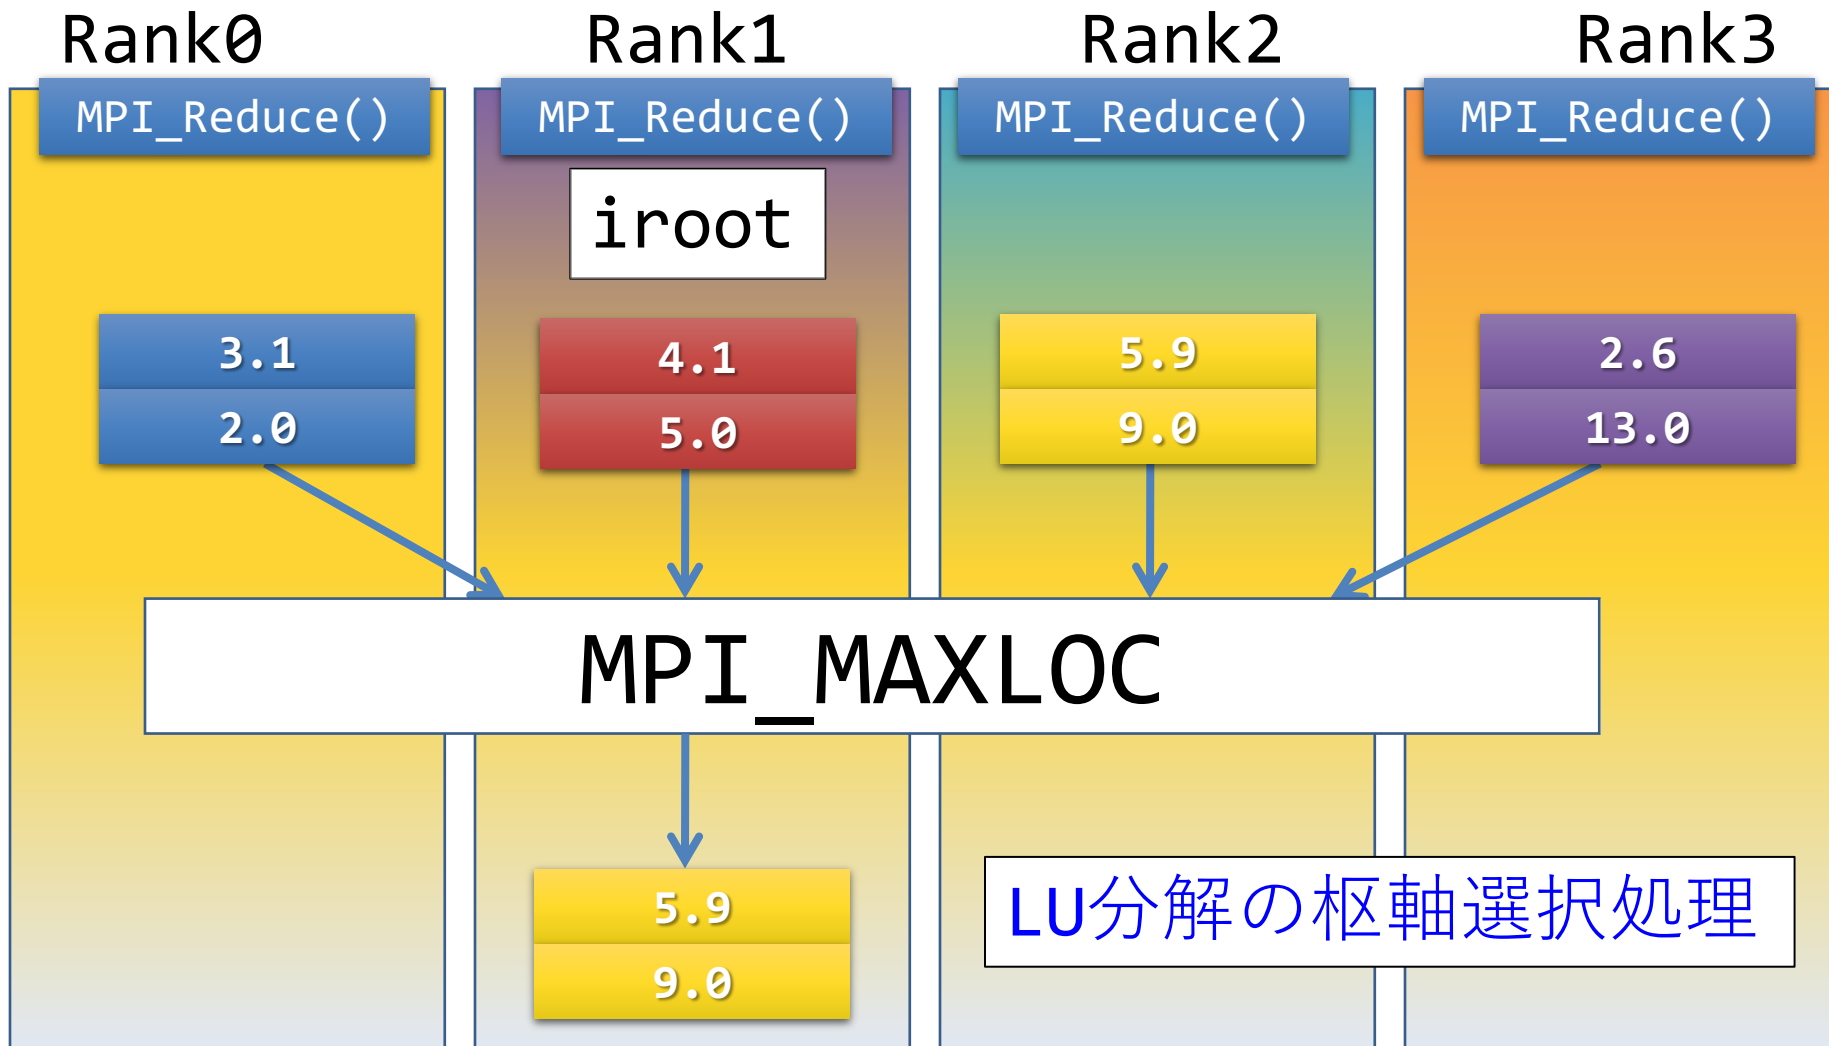 Rank0 Rank1 Rank2 Rank3
MPI_Reduce() MPI_Reduce() MPI_Reduce() MPI_Reduce()
iroot
3.1 4.1 5.9 2.6
2.0 5.0 9.0 13.0
MPI_MAXLOC
5.9
LU分解の枢軸選択処理
9.0